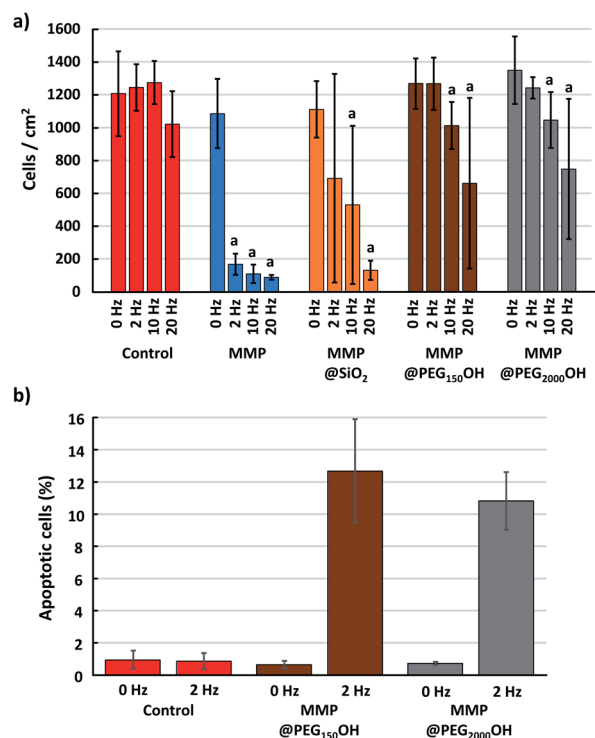 a)
1600
1400
1200
1000
800
600
400
200
0
Cells / cm²
a a a
a a
a a
a a
0 Hz 2 Hz 10 Hz 20 Hz 0 Hz 2 Hz 10 Hz 20 Hz 0 Hz 2 Hz 10 Hz 20 Hz 0 Hz 2 Hz 10 Hz 20 Hz 0 Hz 2 Hz 10 Hz 20 Hz
Control MMP MMP MMP MMP
@SiO₂ @PEG₁₅₀OH @PEG₂₀₀₀OH
b)
16
14
12
10
8
6
4
2
0
Apoptotic cells (%)
0 Hz 2 Hz 0 Hz 2 Hz 0 Hz 2 Hz
Control MMP MMP
@PEG₁₅₀OH @PEG₂₀₀₀OH